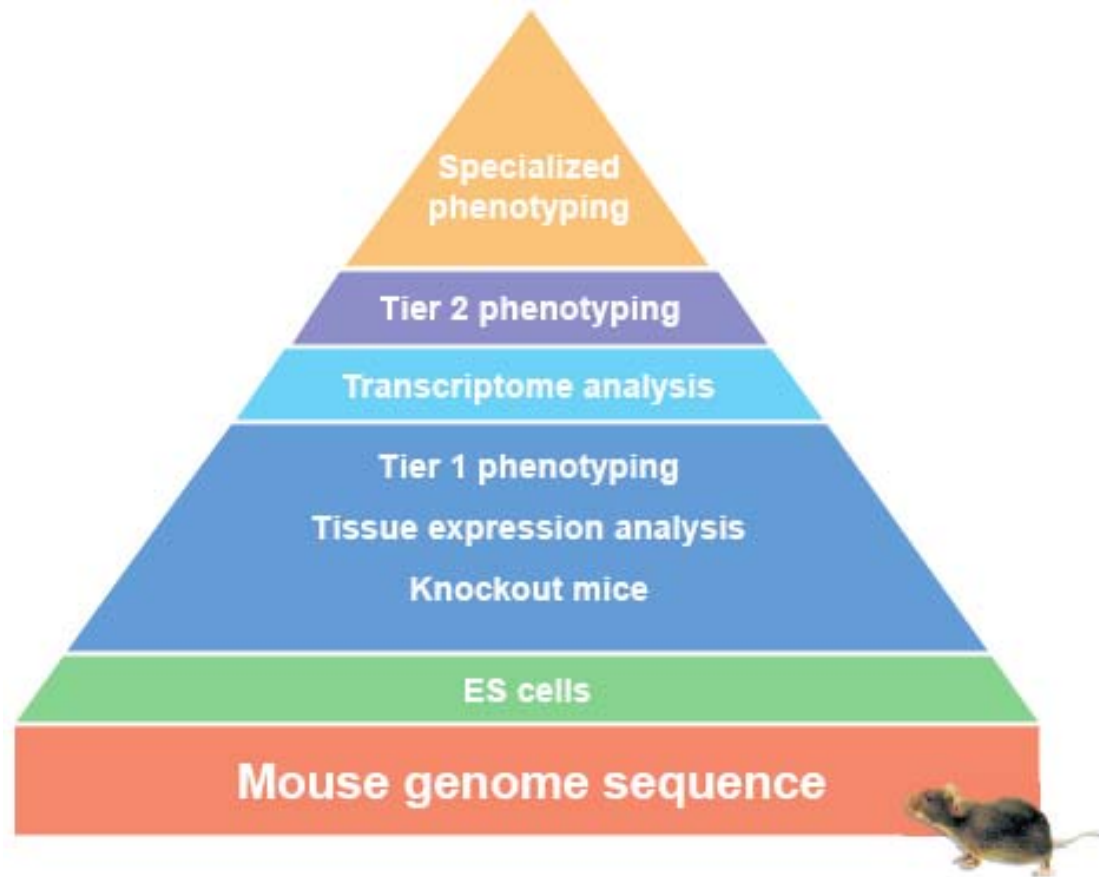 Specialized
phenotyping
Tier 2 phenotyping
Transcriptome analysis
Tier 1 phenotyping
Tissue expression analysis
Knockout mice
ES cells
Mouse genome sequence